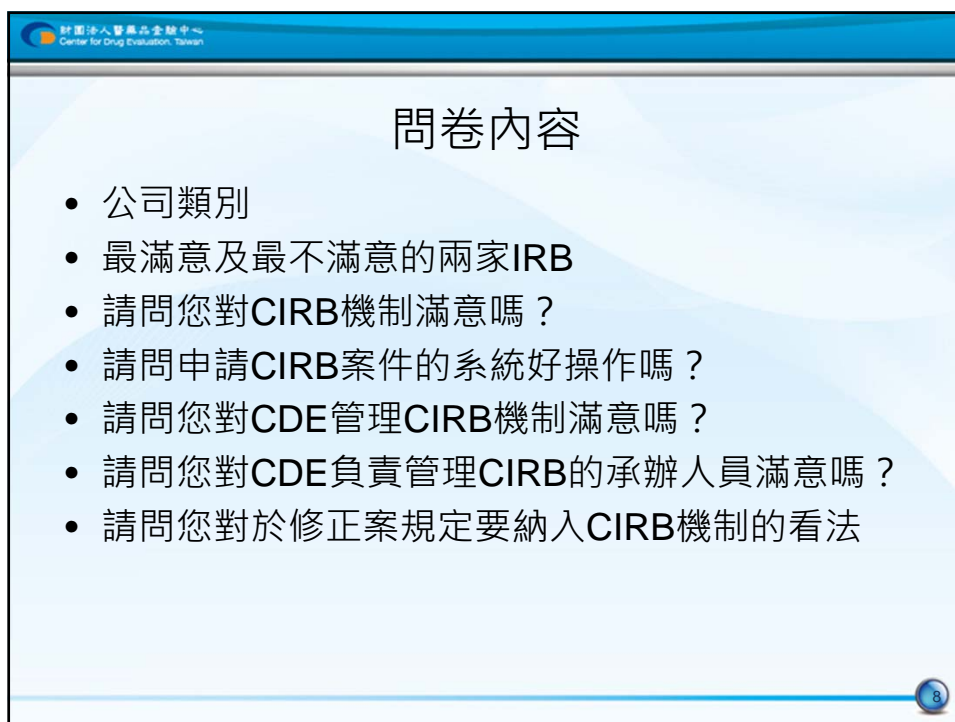 財團法人醫藥品查驗中心
Center for Drug Evaluation, Taiwan
問卷內容
• 公司類別
• 最滿意及最不滿意的兩家IRB
• 請問您對CIRB機制滿意嗎？
• 請問申請CIRB案件的系統好操作嗎？
• 請問您對CDE管理CIRB機制滿意嗎？
• 請問您對CDE負責管理CIRB的承辦人員滿意嗎？
• 請問您對於修正案規定要納入CIRB機制的看法
8